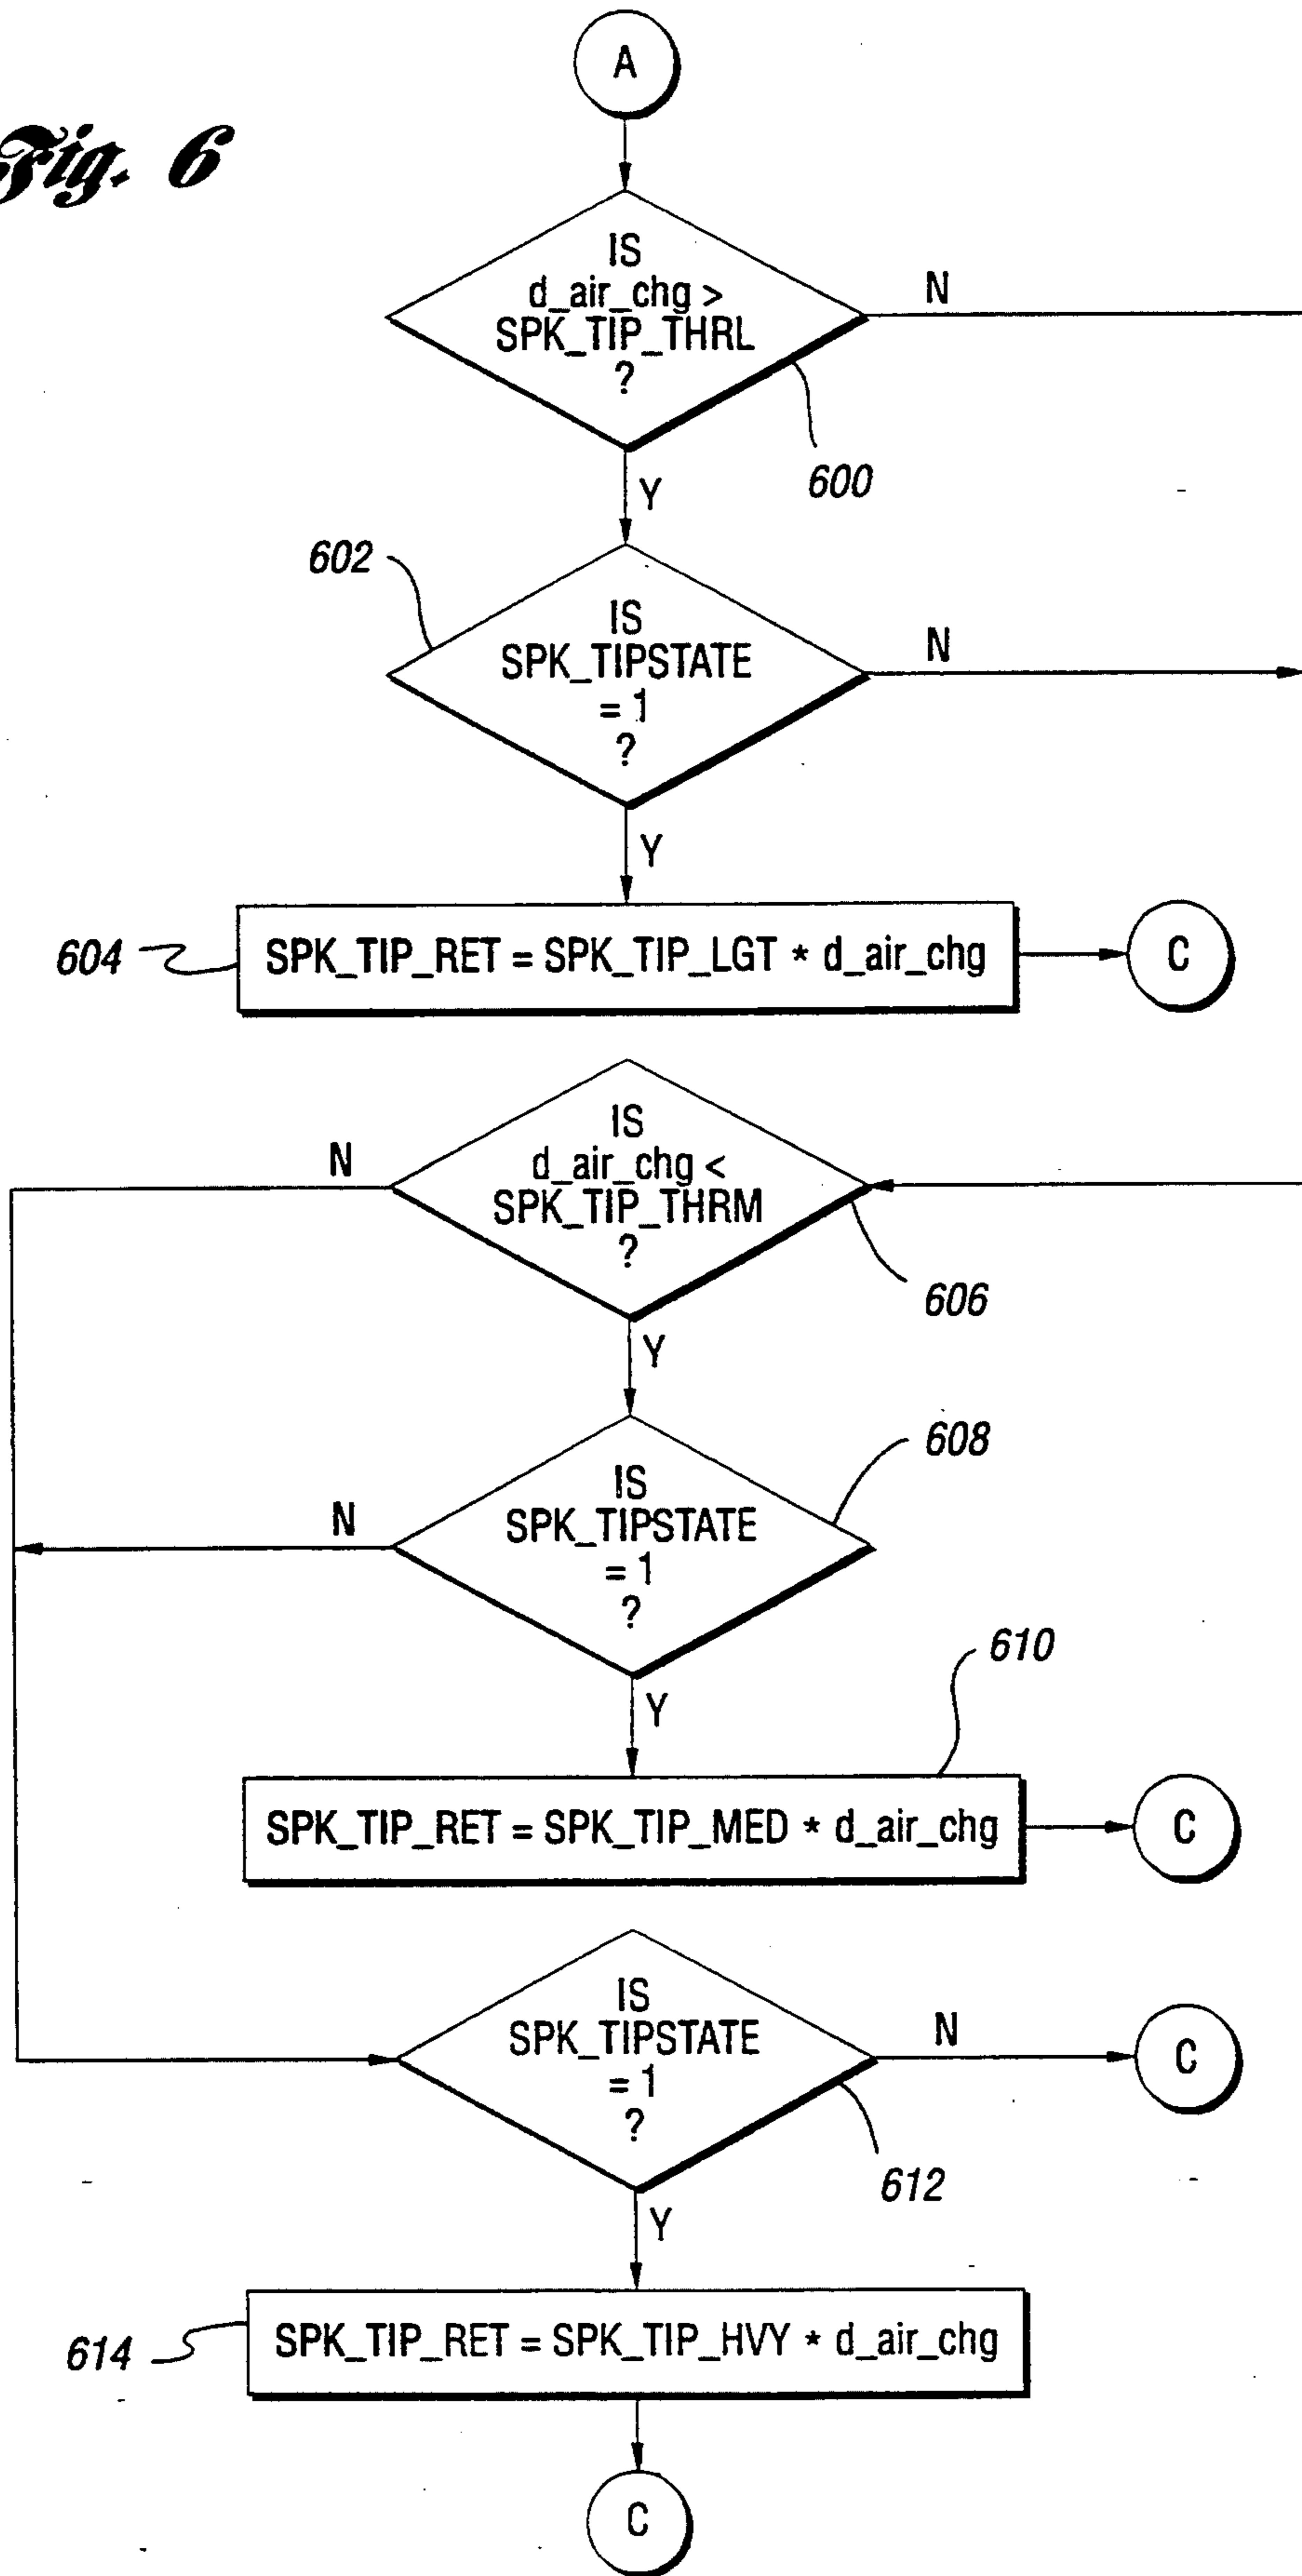 Fig. 6
A
IS
d_air_chg >
SPK_TIP_THRL
?
N
600
Y
602
IS
SPK_TIPSTATE
= 1
?
N
Y
604
SPK_TIP_RET = SPK_TIP_LGT * d_air_chg
C
IS
d_air_chg <
SPK_TIP_THRM
?
N
606
Y
608
IS
SPK_TIPSTATE
= 1
?
N
Y
610
SPK_TIP_RET = SPK_TIP_MED * d_air_chg
C
IS
SPK_TIPSTATE
= 1
?
N
C
612
Y
614
SPK_TIP_RET = SPK_TIP_HVY * d_air_chg
C